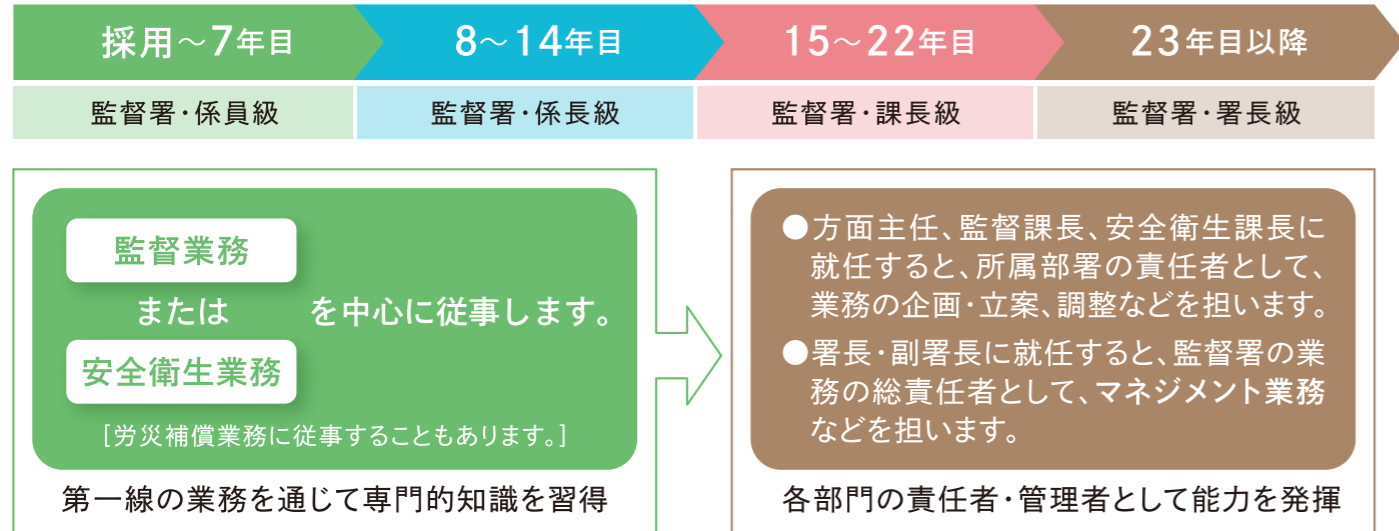 採用～7年目
8～14年目
15～22年目
23年目以降
監督署・係員級
監督署・係長級
監督署・課長級
監督署・署長級
監督業務
または
を中心に従事します。
安全衛生業務
［労災補償業務に従事することもあります。］
第一線の業務を通じて専門的知識を習得
●方面主任、監督課長、安全衛生課長に
就任すると、所属部署の責任者として、
業務の企画・立案、調整などを担います。
●署長・副署長に就任すると、監督署の業
務の総責任者として、マネジメント業務
などを担います。
各部門の責任者・管理者として能力を発揮